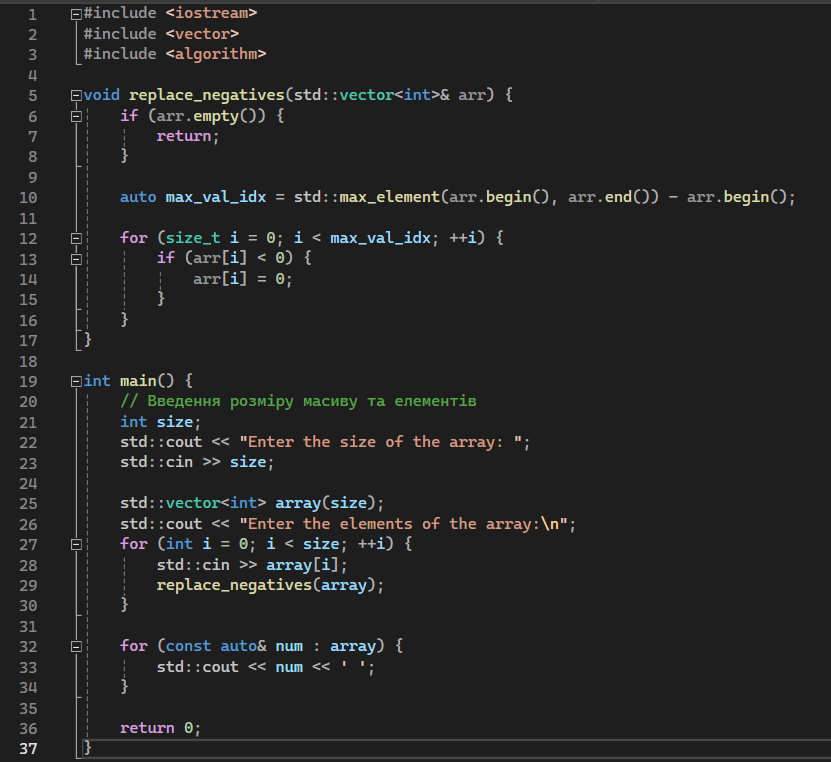 1 #include <iostream>
2 #include <vector>
3 #include <algorithm>
4
5 void replace_negatives(std::vector<int>& arr) {
6 if (arr.empty()) {
7 return;
8 }
9
10 auto max_val_idx = std::max_element(arr.begin(), arr.end()) - arr.begin();
11
12 for (size_t i = 0; i < max_val_idx; ++i) {
13 if (arr[i] < 0) {
14 arr[i] = 0;
15 }
16 }
17 }
18
19 int main() {
20 // Введення розміру масиву та елементів
21 int size;
22 std::cout << "Enter the size of the array: ";
23 std::cin >> size;
24
25 std::vector<int> array(size);
26 std::cout << "Enter the elements of the array:\n";
27 for (int i = 0; i < size; ++i) {
28 std::cin >> array[i];
29 replace_negatives(array);
30 }
31
32 for (const auto& num : array) {
33 std::cout << num << ' ';
34 }
35
36 return 0;
37 }